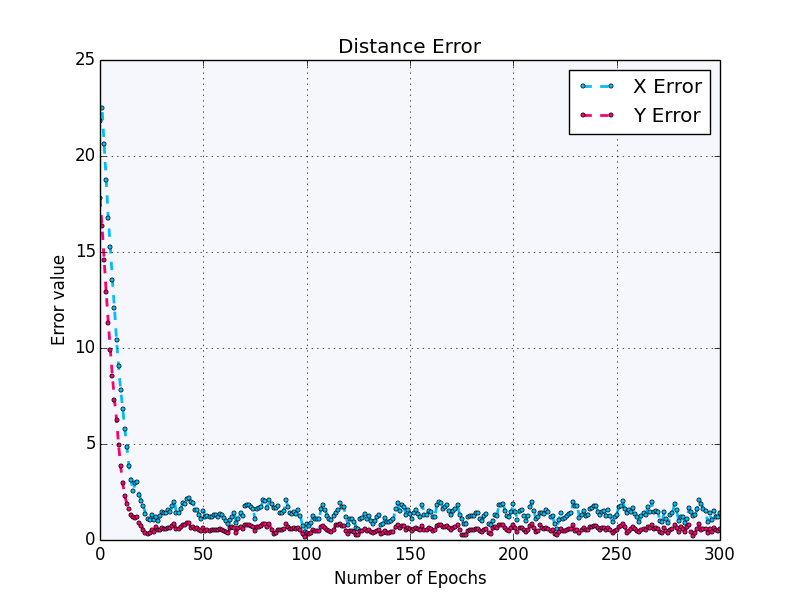 Distance Error
X Error
Y Error
Error value
25
20
15
10
5
0
0 50 100 150 200 250 300
Number of Epochs